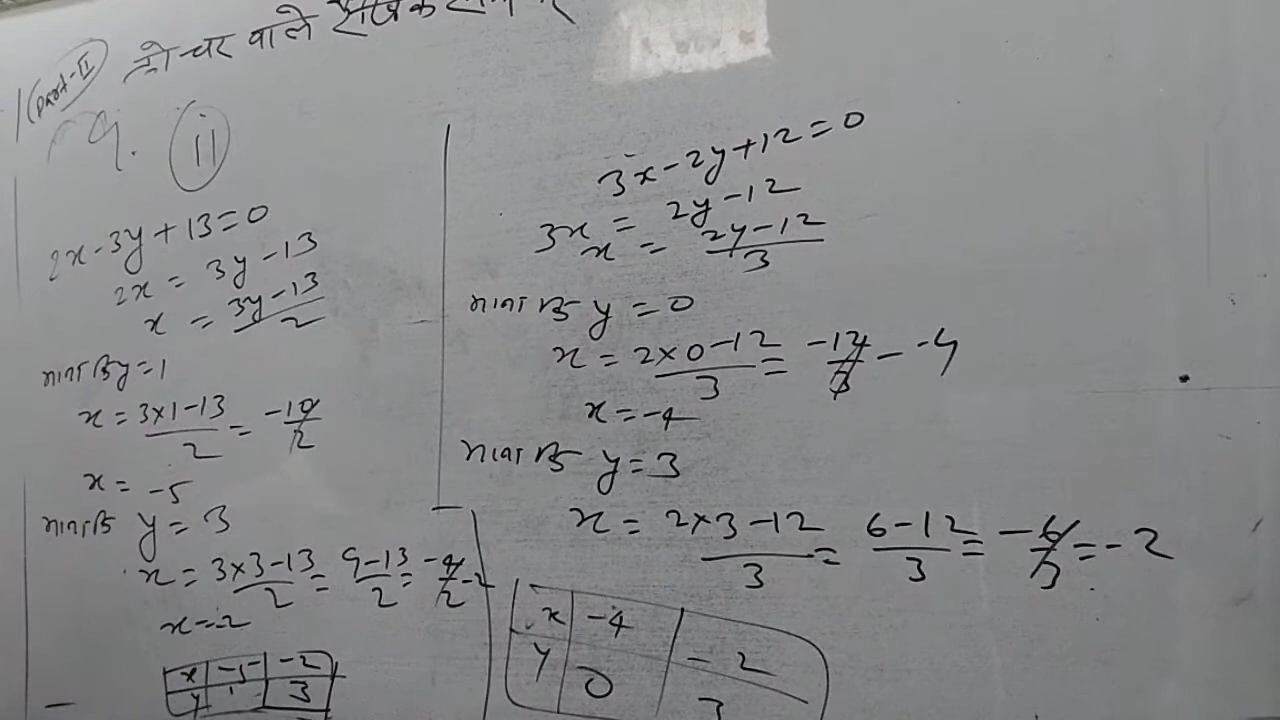 (Part-II)
दो चर वाले
9. (ii)
2x-3y+13=0
2x = 3y-13
x = 3y-13/2
माना कि y=1
x = 3×1-13/2 = -10/2
x = -5
माना कि y = 3
x = 3×3-13/2 = 9-13/2 = -4/2 -2
x=-2
x | -5 | -2
y | 1 | 3
3x-2y+12=0
3x = 2y-12
x = 2y-12/3
माना कि y = 0
x = 2×0-12/3 = -12/3 = -4
x = -4
माना कि y = 3
x = 2×3-12/3 = 6-12/3 = -6/3 = -2
x | -4 | -2
y | 0 | 3